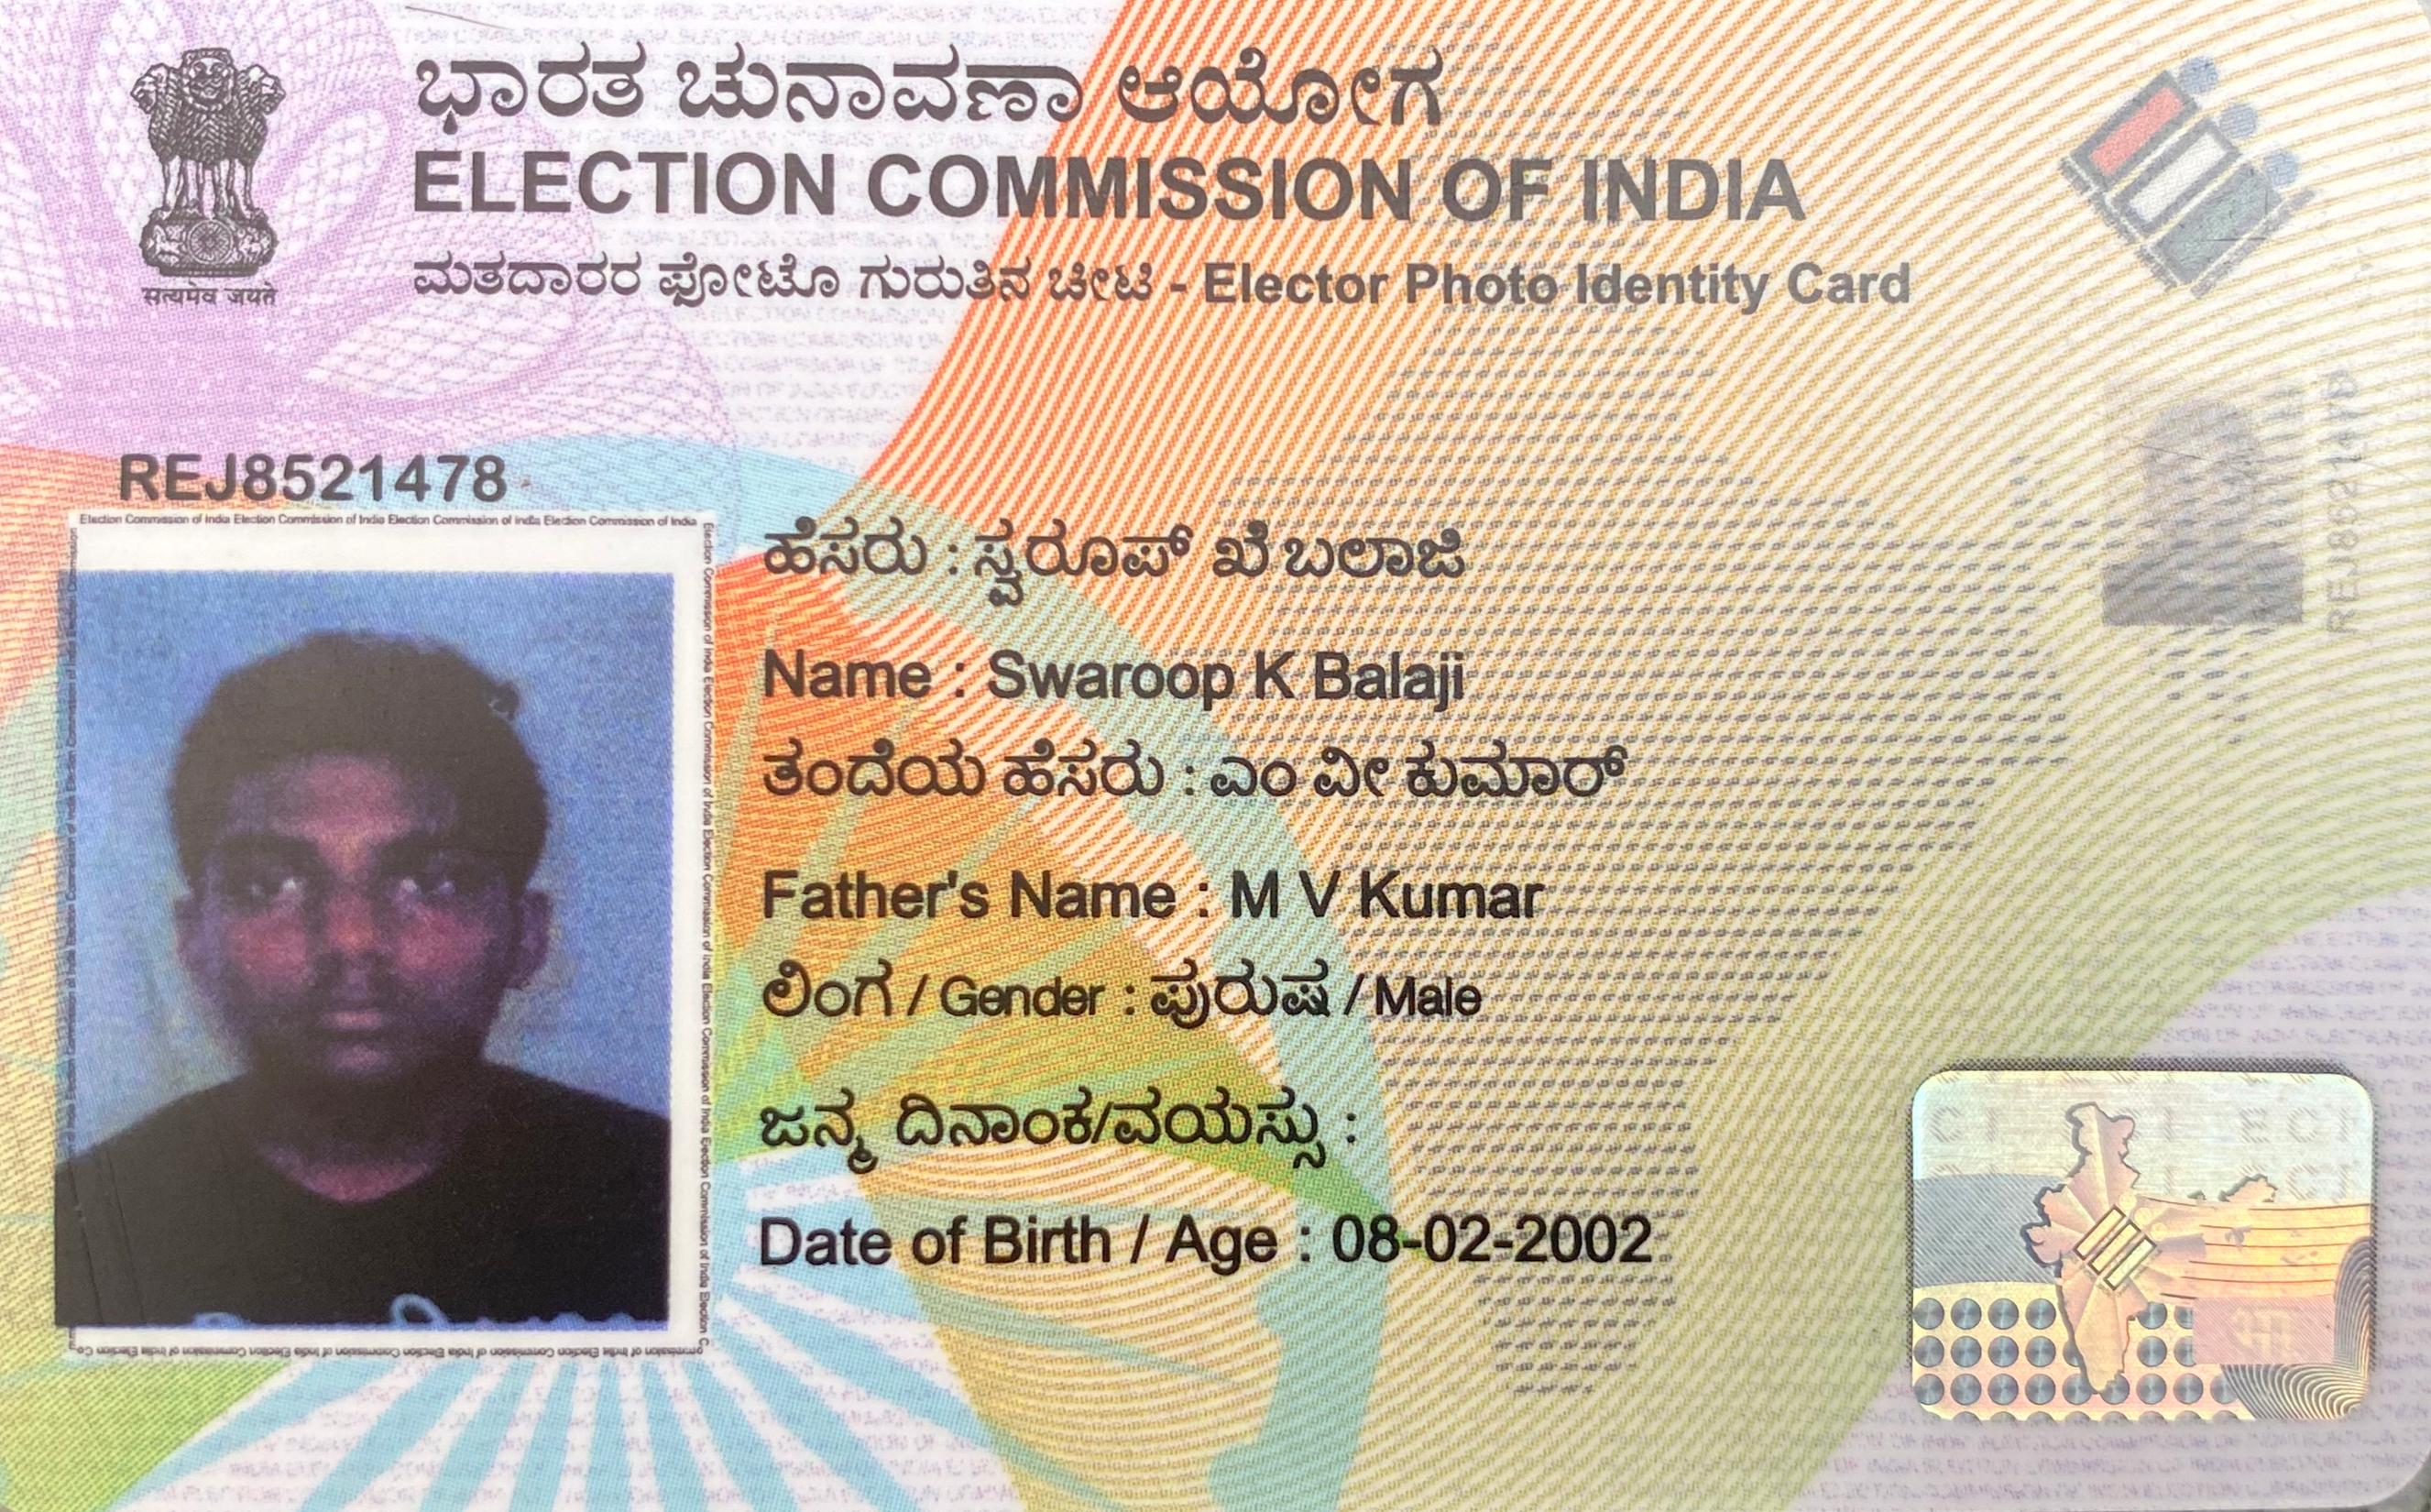 ಭಾರತ ಚುನಾವಣಾ ಆಯೋಗ
ELECTION COMMISSION OF INDIA
ಮತದಾರರ ಫೋಟೊ ಗುರುತಿನ ಚೀಟಿ - Elector Photo Identity Card
सत्यमेव जयते
REJ8521478
REJ8521478
Election Commission of India Election Commission of India Election Commission of India Election Commission of India
ಹೆಸರು : ಸ್ವರೂಪ್ ಖೆ ಬಲಾಜಿ
Name : Swaroop K Balaji
ತಂದೆಯ ಹೆಸರು : ಎಂ ವೀ ಕುಮಾರ್
Father's Name : M V Kumar
ಲಿಂಗ / Gender : ಪುರುಷ / Male
ಜನ್ಮ ದಿನಾಂಕ/ವಯಸ್ಸು :
Date of Birth / Age : 08-02-2002